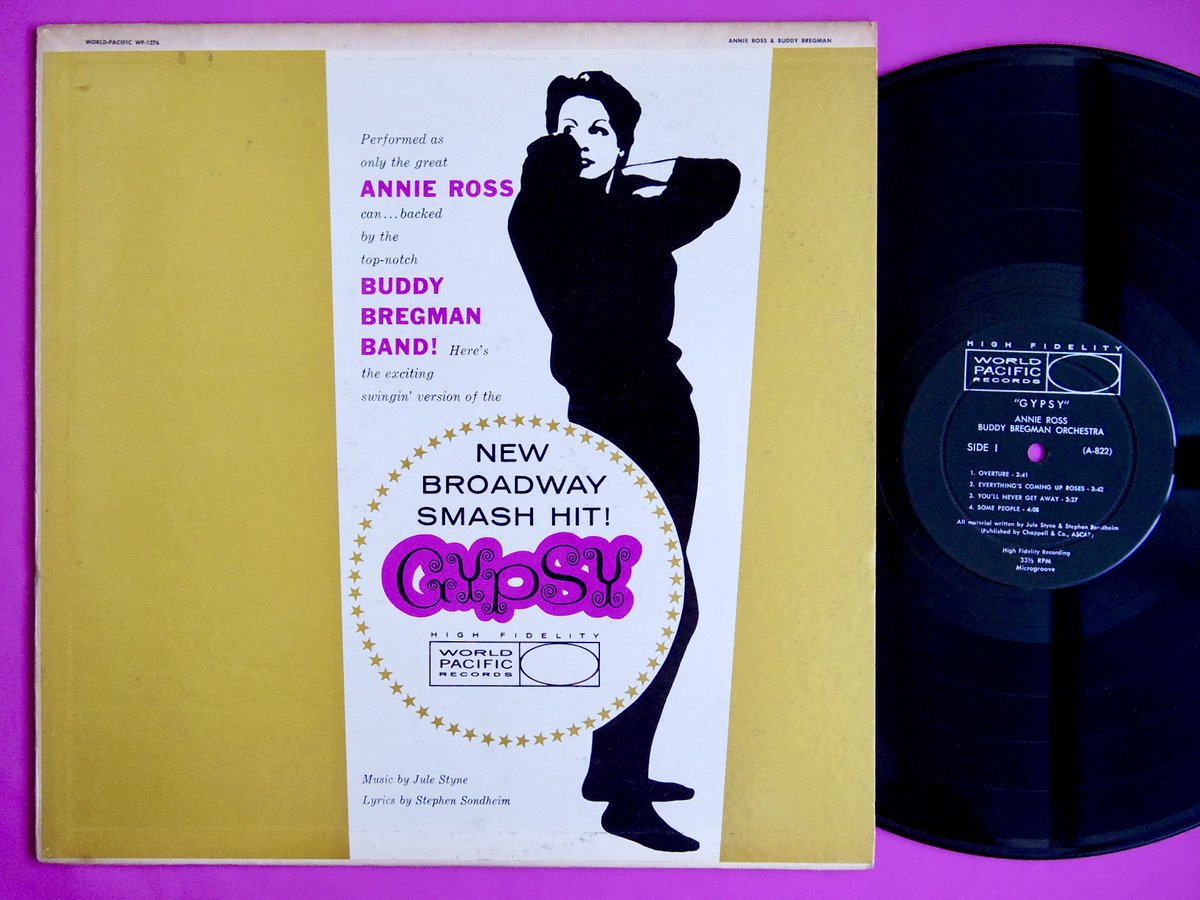 WORLD-PACIFIC WP-1276
ANNIE ROSS & BUDDY BREGMAN
Performed as
only the great
ANNIE ROSS
can...backed
by the
top-notch
BUDDY
BREGMAN
BAND! Here's
the exciting
swingin' version of the
NEW
BROADWAY
SMASH HIT!
GYPSY
HIGH FIDELITY
WORLD
PACIFIC
RECORDS
Music by Jule Styne
Lyrics by Stephen Sondheim
HIGH FIDELITY
WORLD
PACIFIC
RECORDS
"GYPSY"
ANNIE ROSS
BUDDY BREGMAN ORCHESTRA
SIDE 1 (A-822)
1. OVERTURE - 3:41
2. EVERYTHING'S COMING UP ROSES - 3:42
3. YOU'LL NEVER GET AWAY - 3:27
4. SOME PEOPLE - 4:08
All material written by Jule Styne & Stephen Sondheim
(Published by Chappell & Co., ASCAP)
High Fidelity Recording
33⅓ RPM
Microgroove